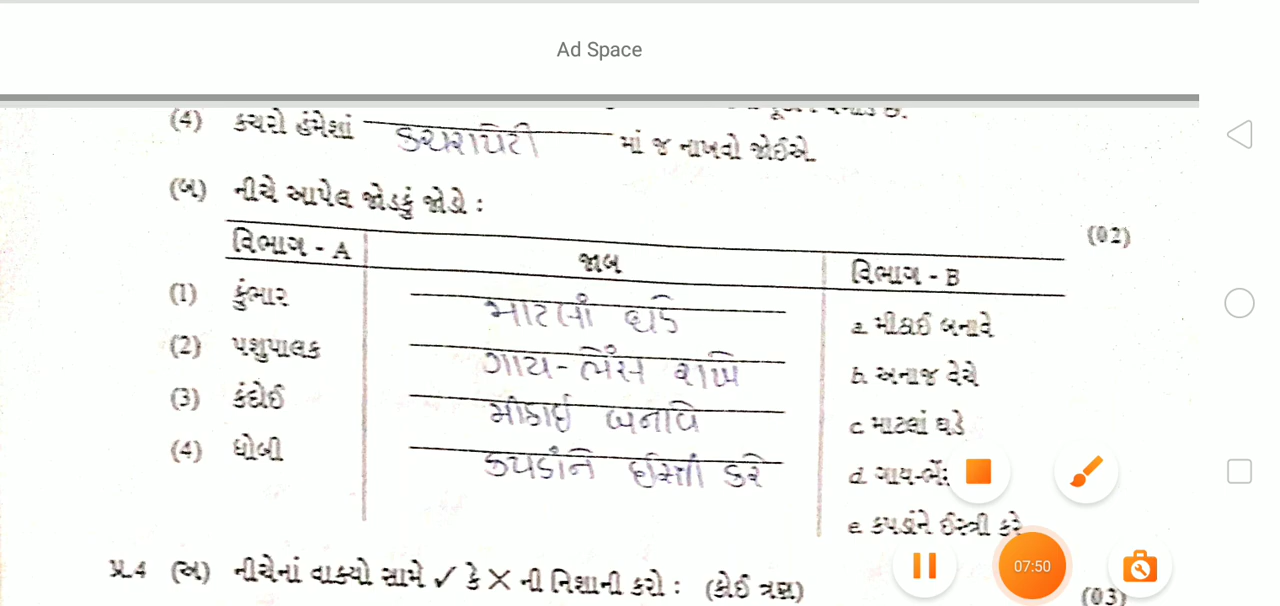 Ad Space
(4) કચરો હંમેશાં કચરાપેટી માં જ નાખવો જોઈએ.
(બ) નીચે આપેલ જોડકું જોડો :
(02)
વિભાગ - A જાબ વિભાગ - B
(1) કુંભાર માટલાં ઘડે a. મીઠાઈ બનાવે
(2) પશુપાલક ગાય-ભેંસ રાખે b. અનાજ વેચે
(3) કંદોઈ મીઠાઈ બનાવે c. માટલાં ઘડે
(4) ધોબી કપડાંને ઈસ્ત્રી કરે d. ગાય-ભેં
e. કપડાંને ઈસ્ત્રી કરે
પ્ર.4 (અ) નીચેનાં વાક્યો સામે ✓ કે X ની નિશાની કરો : (કોઈ ત્રણ)
(03)
07:50